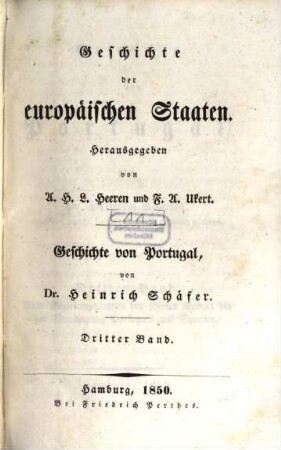 Geschichte
der
europäischen Staaten.
Herausgegeben
von
A. H. L. Heeren und F. A. Ukert.
Geschichte von Portugal,
von
Dr. Heinrich Schäfer.
Dritter Band.
Hamburg, 1850.
Bei Friedrich Perthes.